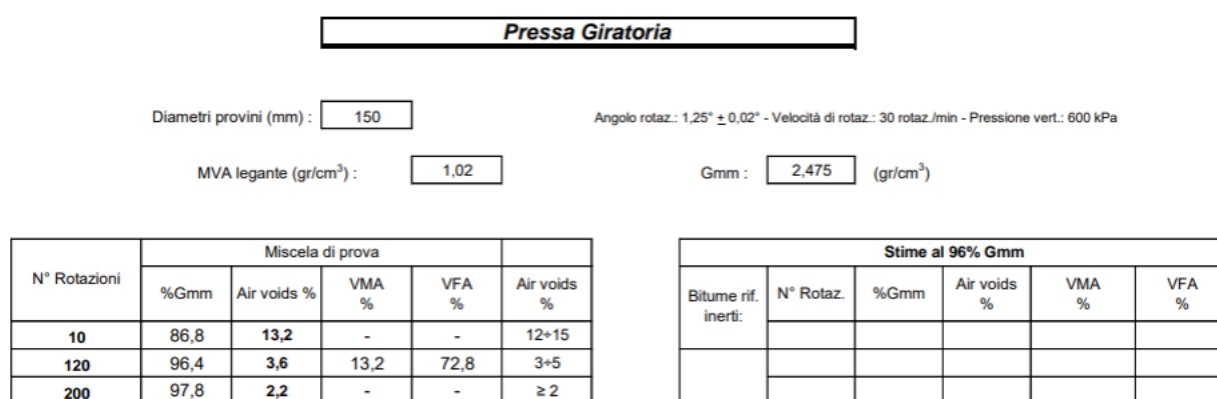 Pressa Giratoria
Diametri provini (mm) : 150
Angolo rotaz.: 1,25° ± 0,02° - Velocità di rotaz.: 30 rotaz./min - Pressione vert.: 600 kPa
MVA legante (gr/cm³) : 1,02
Gmm : 2,475 (gr/cm³)
Miscela di prova
N° Rotazioni %Gmm Air voids % VMA % VFA % Air voids %
10 86,8 13,2 - - 12÷15
120 96,4 3,6 13,2 72,8 3÷5
200 97,8 2,2 - - ≥ 2
Stime al 96% Gmm
Bitume rif. inerti: N° Rotaz. %Gmm Air voids % VMA % VFA %